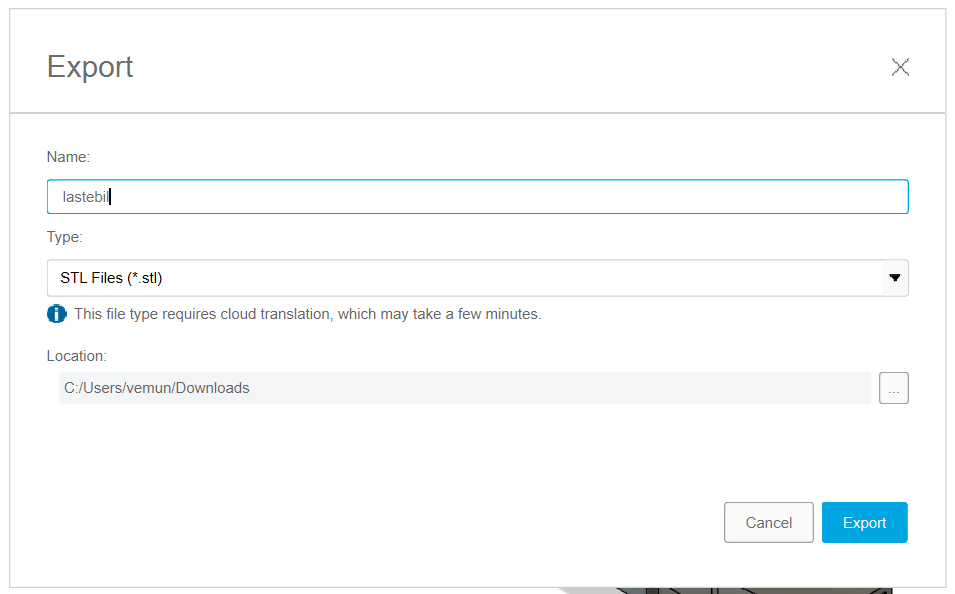 Export
Name:
lastebil
Type:
STL Files (*.stl)
This file type requires cloud translation, which may take a few minutes.
Location:
C:/Users/vemun/Downloads
...
Cancel
Export